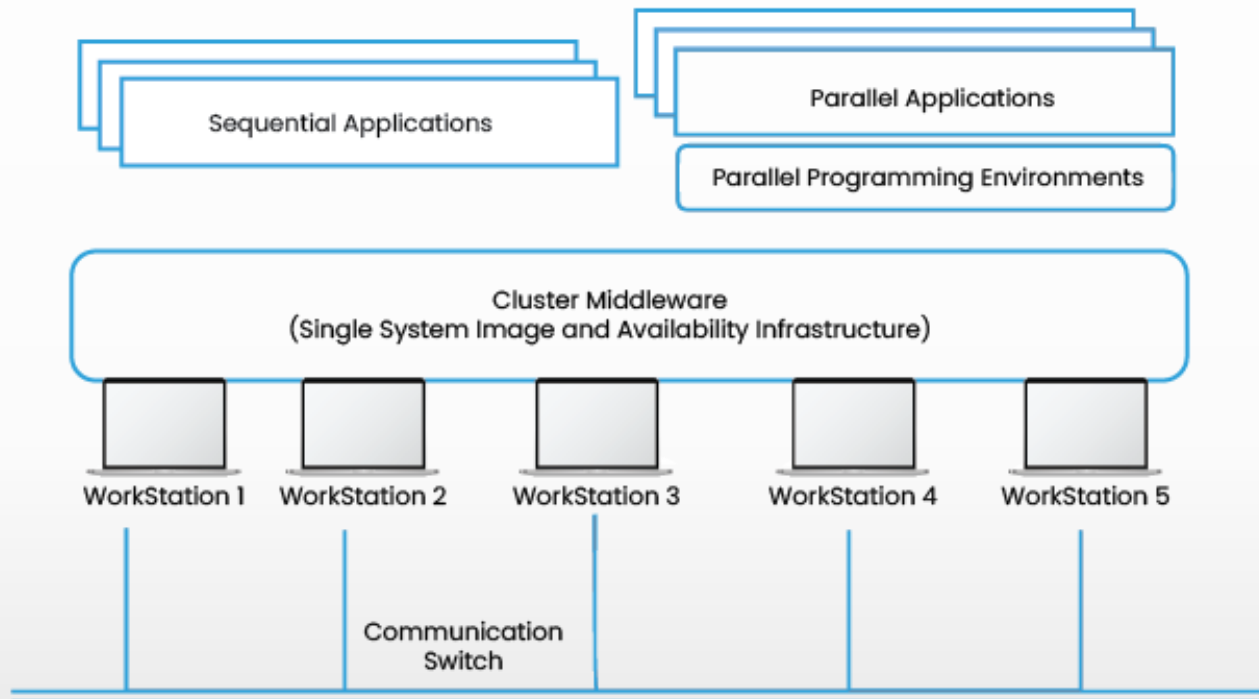 Sequential Applications
Parallel Applications
Parallel Programming Environments
Cluster Middleware
(Single System Image and Availability Infrastructure)
WorkStation 1
WorkStation 2
WorkStation 3
WorkStation 4
WorkStation 5
Communication
Switch